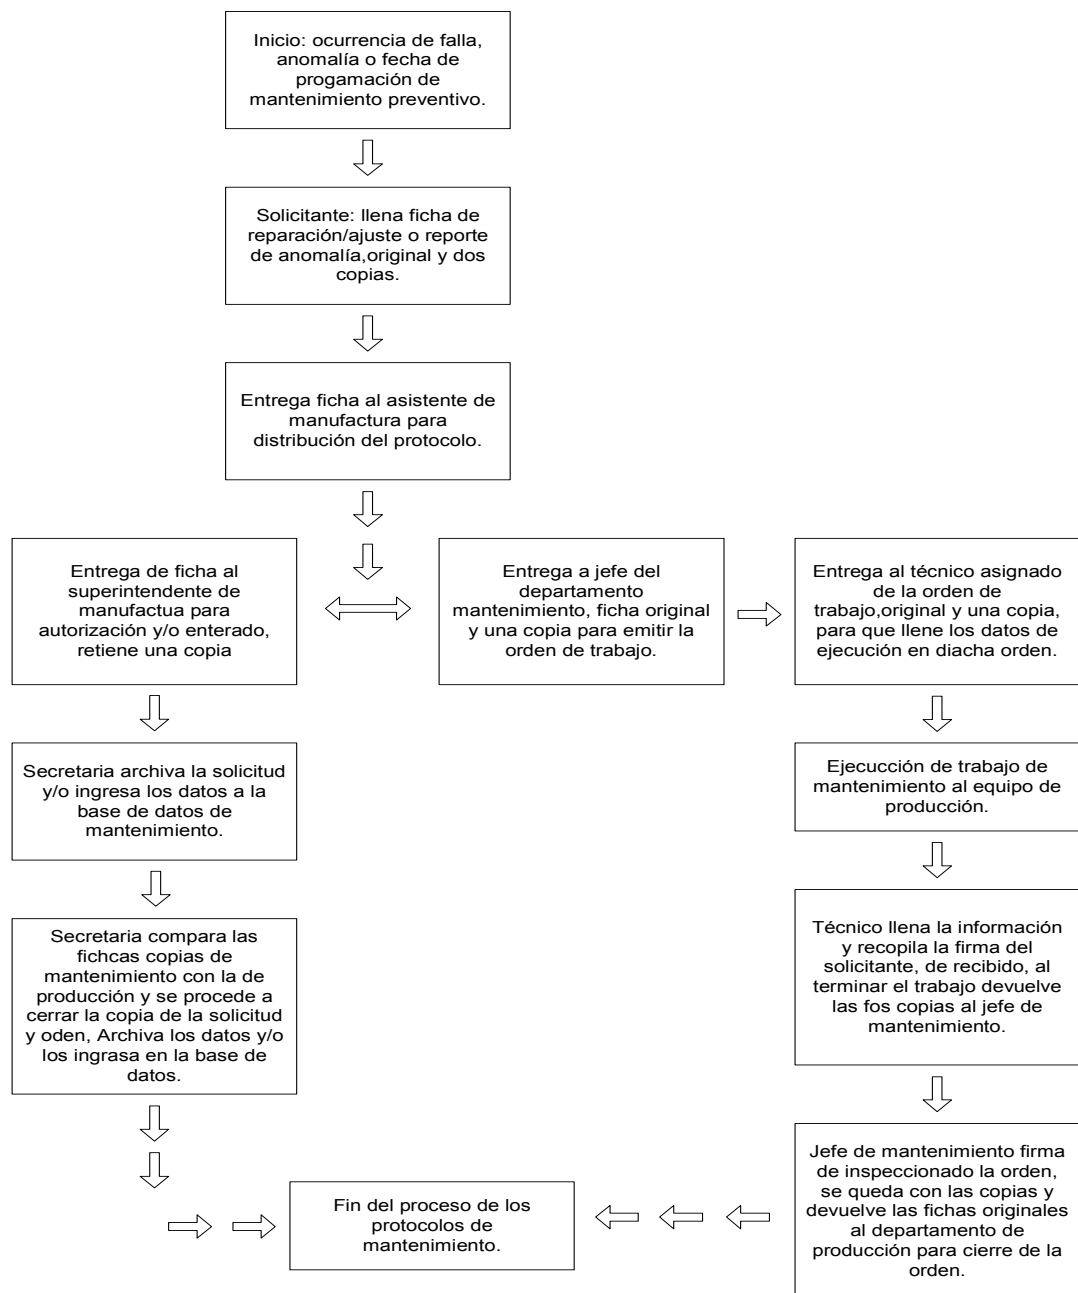 Inicio: ocurrencia de falla,
anomalía o fecha de
progamación de
mantenimiento preventivo.
Solicitante: llena ficha de
reparación/ajuste o reporte
de anomalía,original y dos
copias.
Entrega ficha al asistente de
manufactura para
distribución del protocolo.
Entrega de ficha al
superintendente de
manufactua para
autorización y/o enterado,
retiene una copia
Entrega a jefe del
departamento
mantenimiento, ficha original
y una copia para emitir la
orden de trabajo.
Entrega al técnico asignado
de la orden de
trabajo,original y una copia,
para que llene los datos de
ejecución en diacha orden.
Secretaria archiva la solicitud
y/o ingresa los datos a la
base de datos de
mantenimiento.
Ejecucción de trabajo de
mantenimiento al equipo de
producción.
Secretaria compara las
fichcas copias de
mantenimiento con la de
producción y se procede a
cerrar la copia de la solicitud
y oden, Archiva los datos y/o
los ingrasa en la base de
datos.
Técnico llena la información
y recopila la firma del
solicitante, de recibido, al
terminar el trabajo devuelve
las fos copias al jefe de
mantenimiento.
Jefe de mantenimiento firma
de inspeccionado la orden,
se queda con las copias y
devuelve las fichas originales
al departamento de
producción para cierre de la
orden.
Fin del proceso de los
protocolos de
mantenimiento.